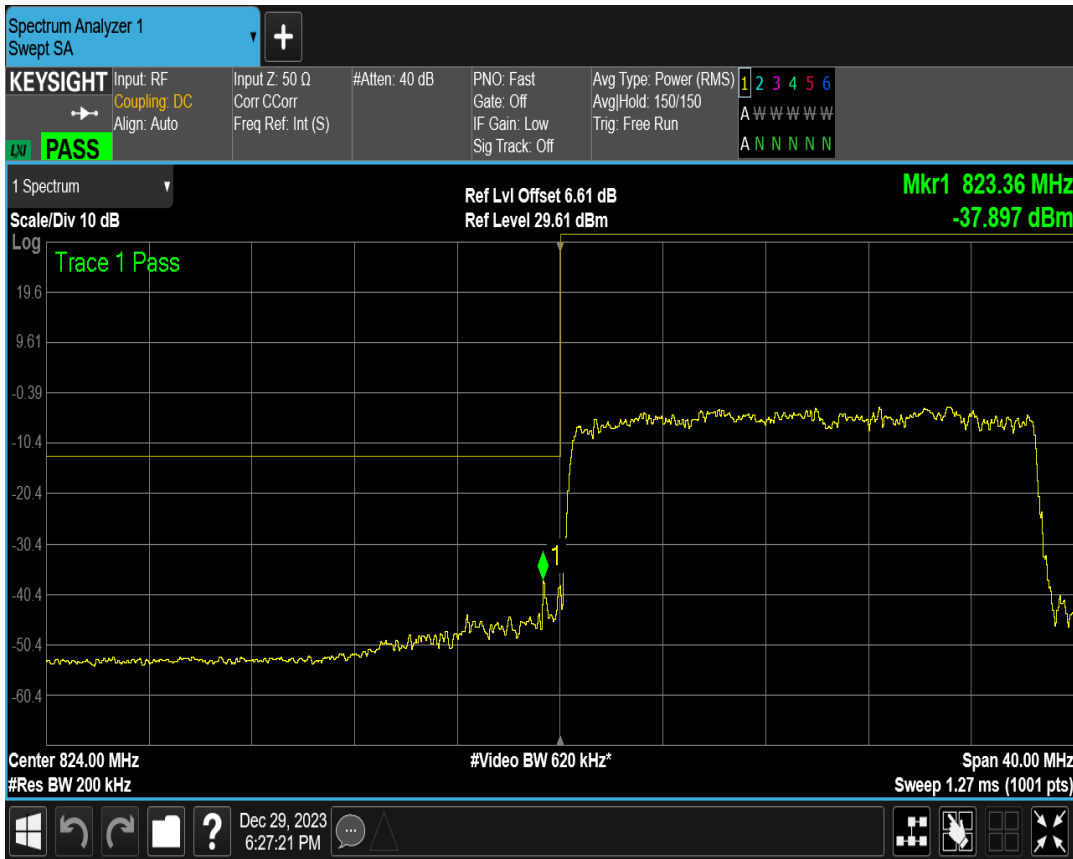 Spectrum Analyzer 1
Swept SA
+
KEYSIGHT
LXI PASS
Input: RF
Coupling: DC
Align: Auto
Input Z: 50 Ω
Corr CCorr
Freq Ref: Int (S)
#Atten: 40 dB
PNO: Fast
Gate: Off
IF Gain: Low
Sig Track: Off
Avg Type: Power (RMS)
Avg|Hold: 150/150
Trig: Free Run
1 2 3 4 5 6
A W W W W W
A N N N N N
1 Spectrum
Scale/Div 10 dB
Ref Lvl Offset 6.61 dB
Ref Level 29.61 dBm
Mkr1 823.36 MHz
-37.897 dBm
Log
Trace 1 Pass
19.6
9.61
-0.39
-10.4
-20.4
-30.4
-40.4
-50.4
-60.4
1
Center 824.00 MHz
#Res BW 200 kHz
#Video BW 620 kHz*
Span 40.00 MHz
Sweep 1.27 ms (1001 pts)
?
Dec 29, 2023
6:27:21 PM